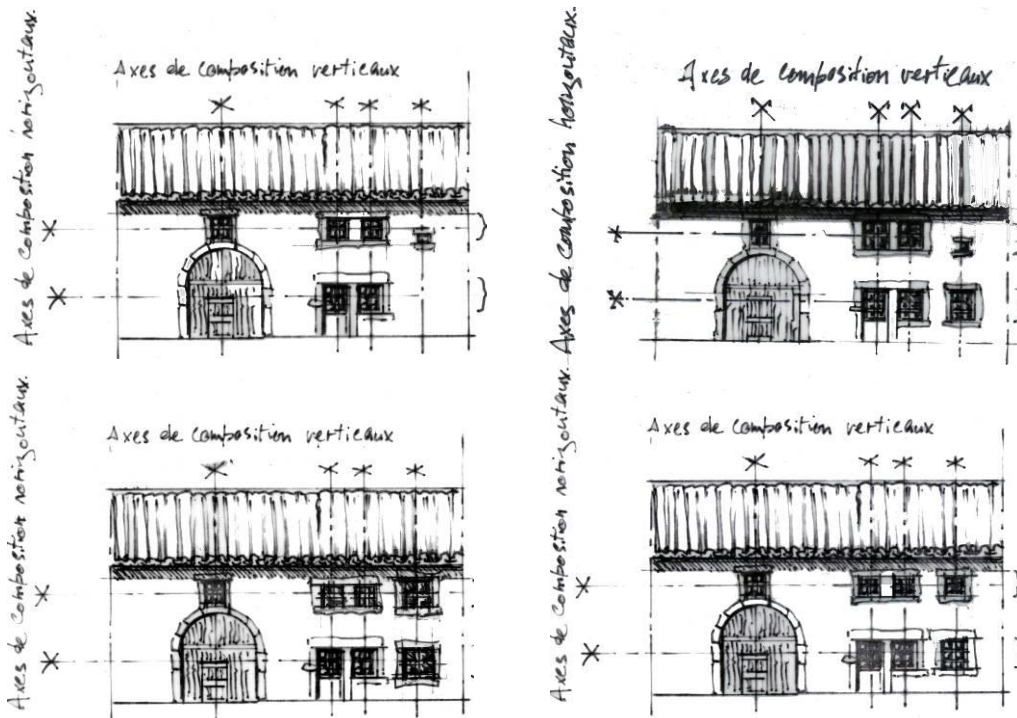 Axes de composition verticaux
Axes de composition horizontaux.
Axes de composition verticaux
Axes de composition horizontaux.
Axes de composition verticaux
Axes de composition horizontaux.
Axes de composition verticaux
Axes de composition horizontaux.